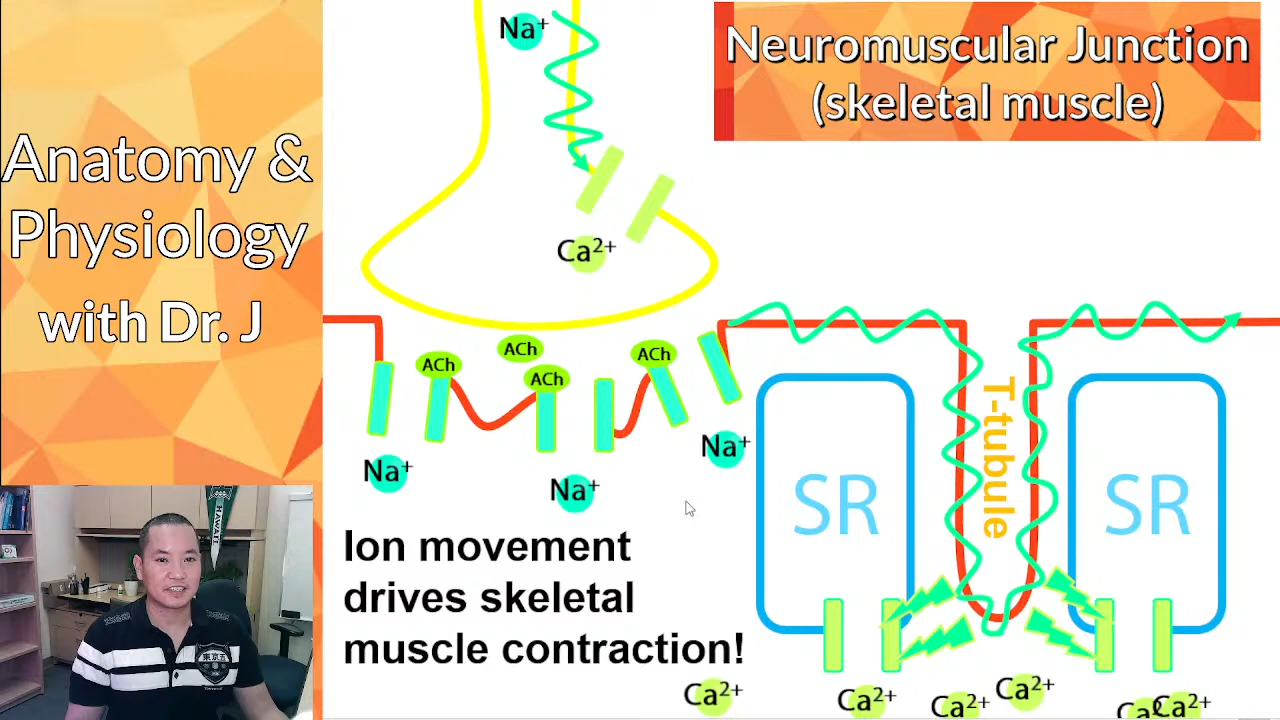 Anatomy &
Physiology
with Dr. J
Neuromuscular Junction
(skeletal muscle)
Na⁺
Ca²⁺
ACh
ACh
ACh
ACh
Na⁺
Na⁺
Na⁺
SR
T-tubule
SR
Ion movement
drives skeletal
muscle contraction!
Ca²⁺
Ca²⁺
Ca²⁺
Ca²⁺
Ca²⁺
HAWAII